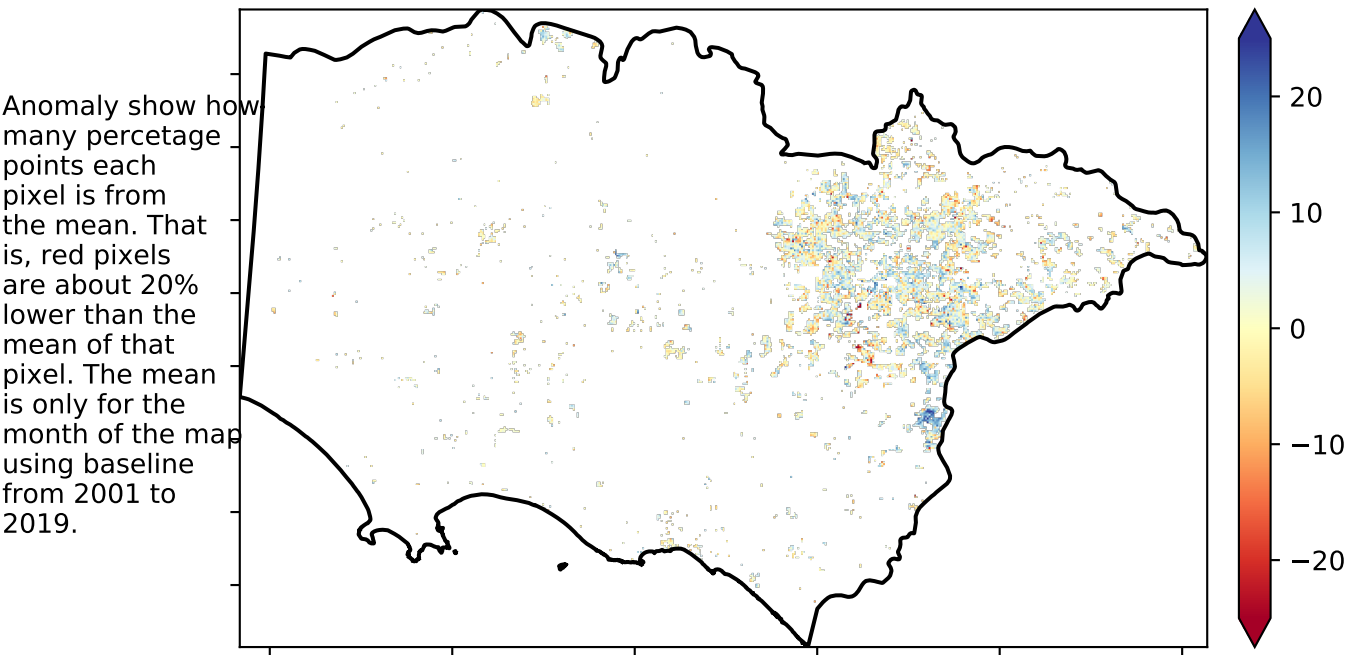 Anomaly show how
many percetage
points each
pixel is from
the mean. That
is, red pixels
are about 20%
lower than the
mean of that
pixel. The mean
is only for the
month of the map
using baseline
from 2001 to
2019.
20
10
0
−10
−20